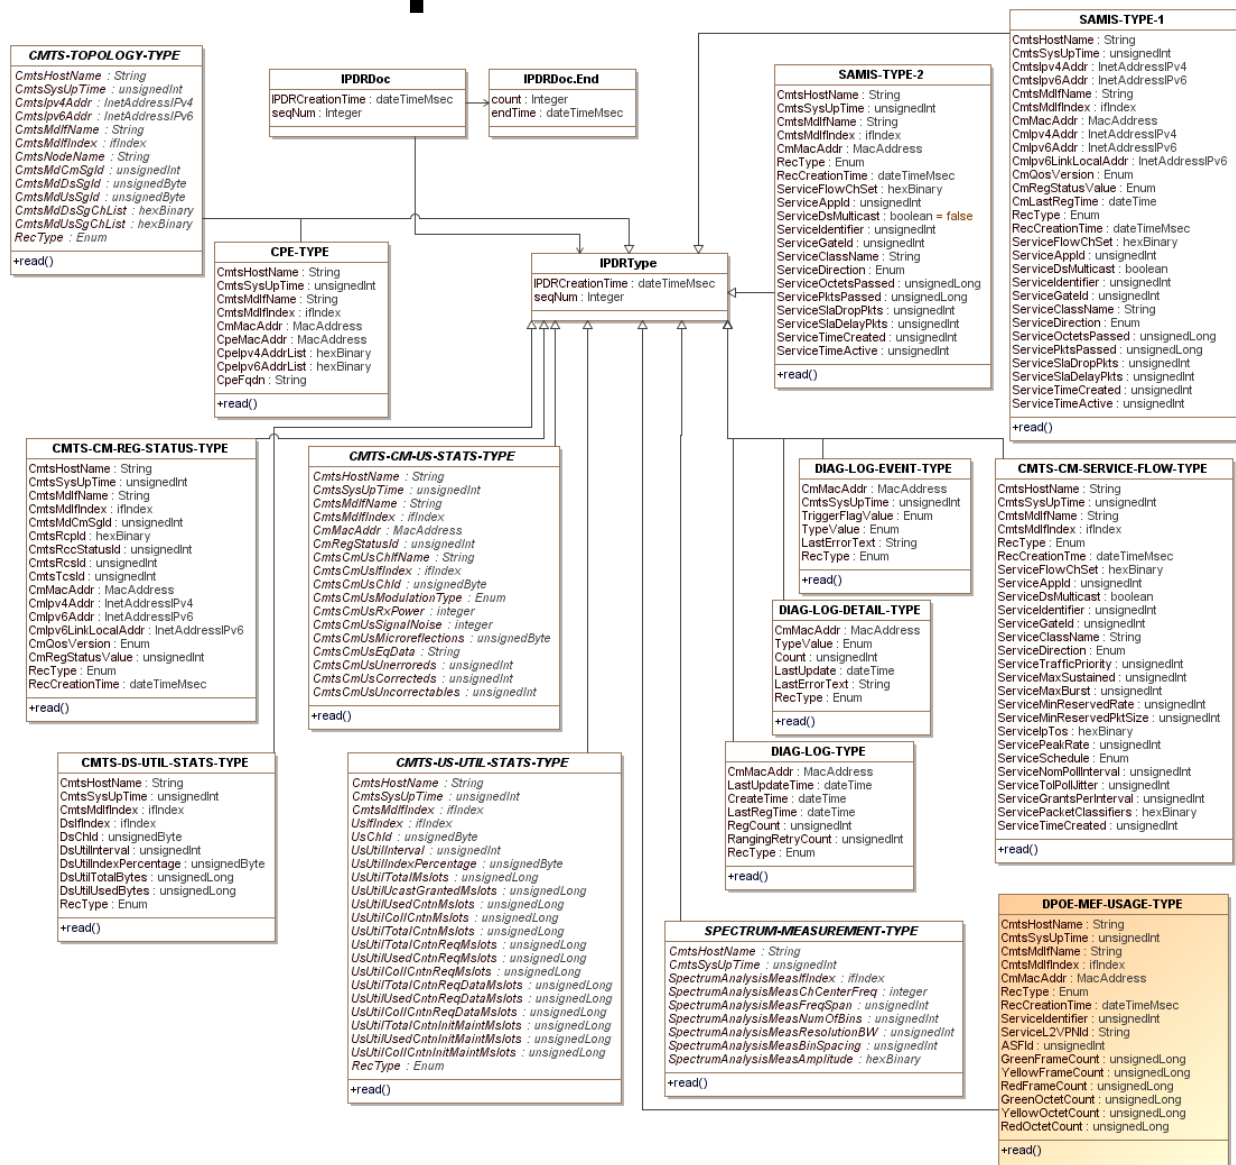 CMTS-TOPOLOGY-TYPE
CmtsHostName : String
CmtsSysUpTime : unsignedInt
CmtsIpv4Addr : InetAddressIPv4
CmtsIpv6Addr : InetAddressIPv6
CmtsMdIfName : String
CmtsMdIfIndex : ifIndex
CmtsNodeName : String
CmtsMdCmSgId : unsignedInt
CmtsMdDsSgId : unsignedByte
CmtsMdUsSgId : unsignedByte
CmtsMdDsSgChList : hexBinary
CmtsMdUsSgChList : hexBinary
RecType : Enum
+read()
IPDRDoc
IPDRCreationTime : dateTimeMsec
seqNum : Integer
IPDRDoc.End
count : Integer
endTime : dateTimeMsec
SAMIS-TYPE-2
CmtsHostName : String
CmtsSysUpTime : unsignedInt
CmtsMdIfName : String
CmtsMdIfIndex : ifIndex
CmMacAddr : MacAddress
RecType : Enum
RecCreationTime : dateTimeMsec
ServiceFlowChSet : hexBinary
ServiceAppId : unsignedInt
ServiceDsMulticast : boolean = false
ServiceIdentifier : unsignedInt
ServiceGateId : unsignedInt
ServiceClassName : String
ServiceDirection : Enum
ServiceOctetsPassed : unsignedLong
ServicePktsPassed : unsignedLong
ServiceSlaDropPkts : unsignedInt
ServiceSlaDelayPkts : unsignedInt
ServiceTimeCreated : unsignedInt
ServiceTimeActive : unsignedInt
+read()
SAMIS-TYPE-1
CmtsHostName : String
CmtsSysUpTime : unsignedInt
CmtsIpv4Addr : InetAddressIPv4
CmtsIpv6Addr : InetAddressIPv6
CmtsMdIfName : String
CmtsMdIfIndex : ifIndex
CmMacAddr : MacAddress
CmIpv4Addr : InetAddressIPv4
CmIpv6Addr : InetAddressIPv6
CmIpv6LinkLocalAddr : InetAddressIPv6
CmQosVersion : Enum
CmRegStatusValue : Enum
CmLastRegTime : dateTime
RecType : Enum
RecCreationTime : dateTimeMsec
ServiceFlowChSet : hexBinary
ServiceAppId : unsignedInt
ServiceDsMulticast : boolean
ServiceIdentifier : unsignedInt
ServiceGateId : unsignedInt
ServiceClassName : String
ServiceDirection : Enum
ServiceOctetsPassed : unsignedLong
ServicePktsPassed : unsignedLong
ServiceSlaDropPkts : unsignedInt
ServiceSlaDelayPkts : unsignedInt
ServiceTimeCreated : unsignedInt
ServiceTimeActive : unsignedInt
+read()
CPE-TYPE
CmtsHostName : String
CmtsSysUpTime : unsignedInt
CmtsMdIfName : String
CmtsMdIfIndex : ifIndex
CmMacAddr : MacAddress
CpeMacAddr : MacAddress
CpeIpv4AddrList : hexBinary
CpeIpv6AddrList : hexBinary
CpeFqdn : String
+read()
IPDRType
IPDRCreationTime : dateTimeMsec
seqNum : Integer
CMTS-CM-REG-STATUS-TYPE
CmtsHostName : String
CmtsSysUpTime : unsignedInt
CmtsMdIfName : String
CmtsMdIfIndex : ifIndex
CmtsMdCmSgId : unsignedInt
CmtsRcpId : hexBinary
CmtsRccStatusId : unsignedInt
CmtsRcsId : unsignedInt
CmtsTcsId : unsignedInt
CmMacAddr : MacAddress
CmIpv4Addr : InetAddressIPv4
CmIpv6Addr : InetAddressIPv6
CmIpv6LinkLocalAddr : InetAddressIPv6
CmQosVersion : Enum
CmRegStatusValue : unsignedInt
RecType : Enum
RecCreationTime : dateTimeMsec
+read()
CMTS-CM-US-STATS-TYPE
CmtsHostName : String
CmtsSysUpTime : unsignedInt
CmtsMdIfName : String
CmtsMdIfIndex : ifIndex
CmMacAddr : MacAddress
CmRegStatusId : unsignedInt
CmtsCmUsChIfName : String
CmtsCmUsIfIndex : ifIndex
CmtsCmUsChId : unsignedByte
CmtsCmUsModulationType : Enum
CmtsCmUsRxPower : integer
CmtsCmUsSignalNoise : integer
CmtsCmUsMicroreflections : unsignedByte
CmtsCmUsEqData : String
CmtsCmUsUnerroreds : unsignedInt
CmtsCmUsCorrecteds : unsignedInt
CmtsCmUsUncorrectables : unsignedInt
+read()
DIAG-LOG-EVENT-TYPE
CmMacAddr : MacAddress
CmtsSysUpTime : unsignedInt
TriggerFlagValue : Enum
TypeValue : Enum
LastErrorText : String
RecType : Enum
+read()
CMTS-CM-SERVICE-FLOW-TYPE
CmtsHostName : String
CmtsSysUpTime : unsignedInt
CmtsMdIfName : String
CmtsMdIfIndex : ifIndex
RecType : Enum
RecCreationTme : dateTimeMsec
ServiceFlowChSet : hexBinary
ServiceAppId : unsignedInt
ServiceDsMulticast : boolean
ServiceIdentifier : unsignedInt
ServiceGateId : unsignedInt
ServiceClassName : String
ServiceDirection : Enum
ServiceTrafficPriority : unsignedInt
ServiceMaxSustained : unsignedInt
ServiceMaxBurst : unsignedInt
ServiceMinReservedRate : unsignedInt
ServiceMinReservedPktSize : unsignedInt
ServiceIpTos : hexBinary
ServicePeakRate : unsignedInt
ServiceSchedule : Enum
ServiceNomPollInterval : unsignedInt
ServiceTolPollJitter : unsignedInt
ServiceGrantsPerInterval : unsignedInt
ServicePacketClassifiers : hexBinary
ServiceTimeCreated : unsignedInt
+read()
DIAG-LOG-DETAIL-TYPE
CmMacAddr : MacAddress
TypeValue : Enum
Count : unsignedInt
LastUpdate : dateTime
LastErrorText : String
RecType : Enum
+read()
CMTS-DS-UTIL-STATS-TYPE
CmtsHostName : String
CmtsSysUpTime : unsignedInt
CmtsMdIfIndex : ifIndex
DsIfIndex : ifIndex
DsChId : unsignedByte
DsUtilInterval : unsignedInt
DsUtilIndexPercentage : unsignedByte
DsUtilTotalBytes : unsignedLong
DsUtilUsedBytes : unsignedLong
RecType : Enum
+read()
CMTS-US-UTIL-STATS-TYPE
CmtsHostName : String
CmtsSysUpTime : unsignedInt
CmtsMdIfIndex : ifIndex
UsIfIndex : ifIndex
UsChId : unsignedByte
UsUtilInterval : unsignedInt
UsUtilIndexPercentage : unsignedByte
UsUtilTotalMslots : unsignedLong
UsUtilUcastGrantedMslots : unsignedLong
UsUtilUsedCntnMslots : unsignedLong
UsUtilCollCntnMslots : unsignedLong
UsUtilTotalCntnMslots : unsignedLong
UsUtilTotalCntnReqMslots : unsignedLong
UsUtilUsedCntnReqMslots : unsignedLong
UsUtilCollCntnReqMslots : unsignedLong
UsUtilTotalCntnReqDataMslots : unsignedLong
UsUtilUsedCntnReqDataMslots : unsignedLong
UsUtilCollCntnReqDataMslots : unsignedLong
UsUtilTotalCntnInitMaintMslots : unsignedLong
UsUtilUsedCntnInitMaintMslots : unsignedLong
UsUtilCollCntnInitMaintMslots : unsignedLong
RecType : Enum
+read()
DIAG-LOG-TYPE
CmMacAddr : MacAddress
LastUpdateTime : dateTime
CreateTime : dateTime
LastRegTime : dateTime
RegCount : unsignedInt
RangingRetryCount : unsignedInt
RecType : Enum
+read()
SPECTRUM-MEASUREMENT-TYPE
CmtsHostName : String
CmtsSysUpTime : unsignedInt
SpectrumAnalysisMeasIfIndex : ifIndex
SpectrumAnalysisMeasChCenterFreq : integer
SpectrumAnalysisMeasFreqSpan : unsignedInt
SpectrumAnalysisMeasNumOfBins : unsignedInt
SpectrumAnalysisMeasResolutionBW : unsignedInt
SpectrumAnalysisMeasBinSpacing : unsignedInt
SpectrumAnalysisMeasAmplitude : hexBinary
+read()
DPOE-MEF-USAGE-TYPE
CmtsHostName : String
CmtsSysUpTime : unsignedInt
CmtsMdIfName : String
CmtsMdIfIndex : ifIndex
CmMacAddr : MacAddress
RecType : Enum
RecCreationTime : dateTimeMsec
ServiceIdentifier : unsignedInt
ServiceL2VPNId : String
ASFId : unsignedInt
GreenFrameCount : unsignedLong
YellowFrameCount : unsignedLong
RedFrameCount : unsignedLong
GreenOctetCount : unsignedLong
YellowOctetCount : unsignedLong
RedOctetCount : unsignedLong
+read()